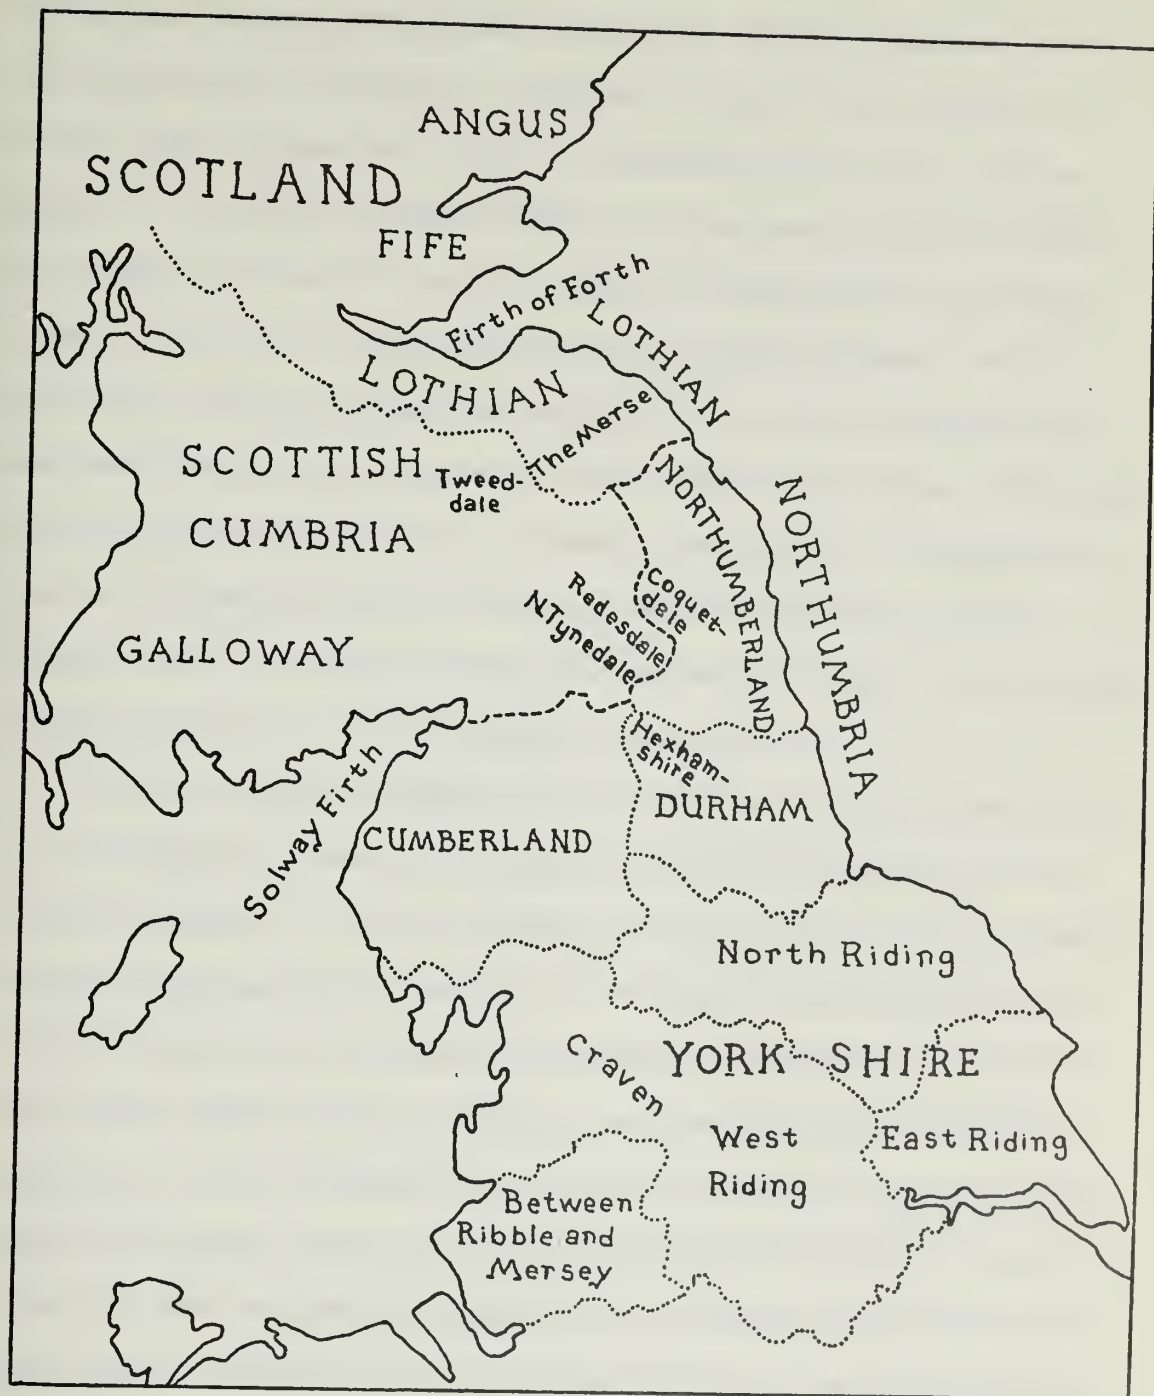 ANGUS
SCOTLAND
FIFE
Firth of Forth
LOTHIAN
LOTHIAN
The Merse
SCOTTISH
CUMBRIA
Tweed-
dale
NORTHUMBERLAND
NORTHUMBRIA
Coquet-
dale
Redesdale
N.Tynedale
GALLOWAY
Hexham-
shire
DURHAM
Solway Firth
CUMBERLAND
North Riding
Craven
YORK SHIRE
West
Riding
East Riding
Between
Ribble and
Mersey